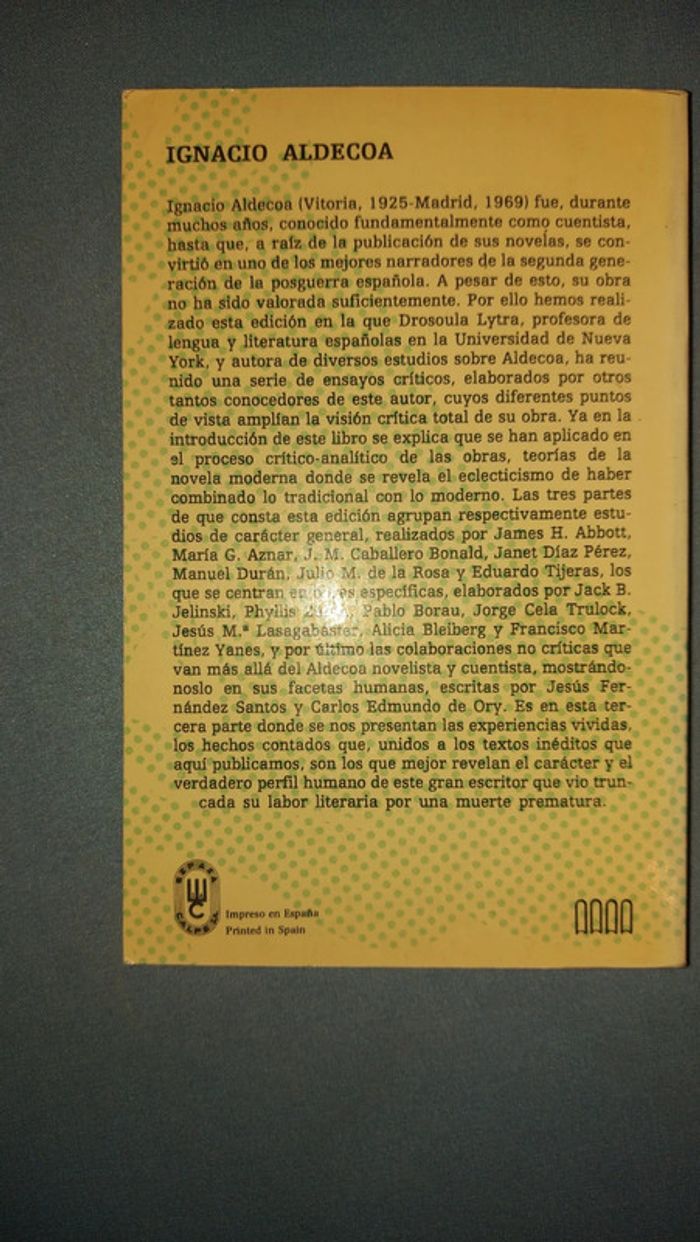 IGNACIO ALDECOA
Ignacio Aldecoa (Vitoria, 1925-Madrid, 1969) fue, durante
muchos años, conocido fundamentalmente como cuentista,
hasta que, a raíz de la publicación de sus novelas, se con-
virtió en uno de los mejores narradores de la segunda gene-
ración de la posguerra española. A pesar de esto, su obra
no ha sido valorada suficientemente. Por ello hemos reali-
zado esta edición en la que Drosoula Lytra, profesora de
lengua y literatura españolas en la Universidad de Nueva
York, y autora de diversos estudios sobre Aldecoa, ha reu-
nido una serie de ensayos críticos, elaborados por otros
tantos conocedores de este autor, cuyos diferentes puntos
de vista amplían la visión crítica total de su obra. Ya en la
introducción de este libro se explica que se han aplicado en
el proceso crítico-analítico de las obras, teorías de la
novela moderna donde se revela el eclecticismo de haber
combinado lo tradicional con lo moderno. Las tres partes
de que consta esta edición agrupan respectivamente estu-
dios de carácter general, realizados por James H. Abbott,
María G. Aznar, J. M. Caballero Bonald, Janet Díaz Pérez,
Manuel Durán, Julio M. de la Rosa y Eduardo Tijeras, los
que se centran en específicas, elaborados por Jack B.
Jelinski, Phyllis Pablo Borau, Jorge Cela Trulock,
Jesús M.ª Lasagabáster, Alicia Bleiberg y Francisco Mar-
tínez Yanes, y por último las colaboraciones no críticas que
van más allá del Aldecoa novelista y cuentista, mostrándo-
noslo en sus facetas humanas, escritas por Jesús Fer-
nández Santos y Carlos Edmundo de Ory. Es en esta ter-
cera parte donde se nos presentan las experiencias vividas,
los hechos contados que, unidos a los textos inéditos que
aquí publicamos, son los que mejor revelan el carácter y el
verdadero perfil humano de este gran escritor que vio trun-
cada su labor literaria por una muerte prematura.
ESPASA
CALPE
Impreso en España
Printed in Spain